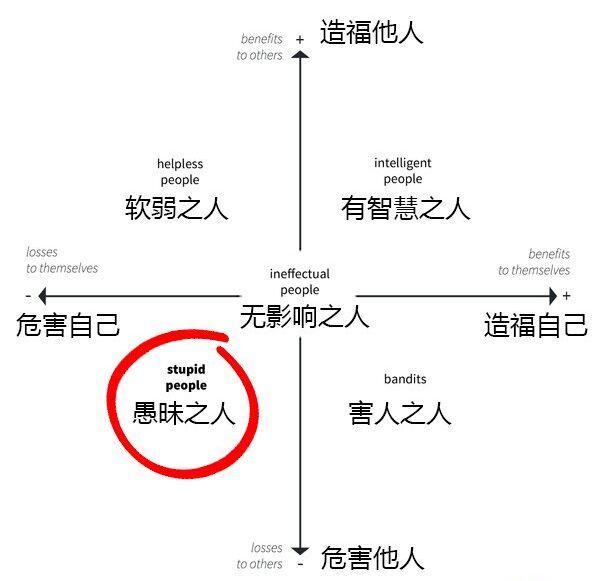 benefits
to others
+
造福他人
helpless
people
软弱之人
intelligent
people
有智慧之人
losses
to themselves
-
危害自己
ineffectual
people
无影响之人
benefits
to themselves
+
造福自己
stupid
people
愚昧之人
bandits
害人之人
losses
to others
-
危害他人